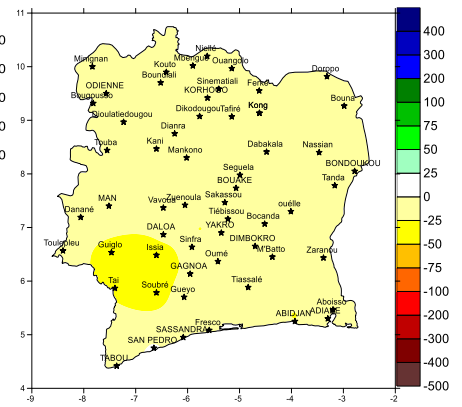 11
10
9
8
7
6
5
4
-9
-8
-7
-6
-5
-4
-3
-2
Niellé
Minignan
Kouto
Mbengué
Ouangolo
Doropo
Boundiali
Sinematiali
ODIENNE
KORHOGO
Bougousso
Bouna
Dioulatiedougou
Dikodougou
Tafiré
Kong
Dianra
Touba
Kani
Mankono
Dabakala
Nassian
BONDOUKOU
Seguela
BOUAKE
Tanda
MAN
Danané
Vavoua
Zuenoula
Sakassou
ouélle
Tiébissou
Bocanda
DALOA
YAKRO
Toulepleu
Guiglo
Issia
Sinfra
DIMBOKRO
M'Batto
Zaranou
Oumé
GAGNOA
Tai
Soubré
Gueyo
Tiassalé
Aboisso
ABIDJAN
ADIAKE
Fresco
SASSANDRA
SAN PEDRO
TABOU
400
300
200
100
75
50
25
0
-25
-50
-75
-100
-200
-300
-400
-500